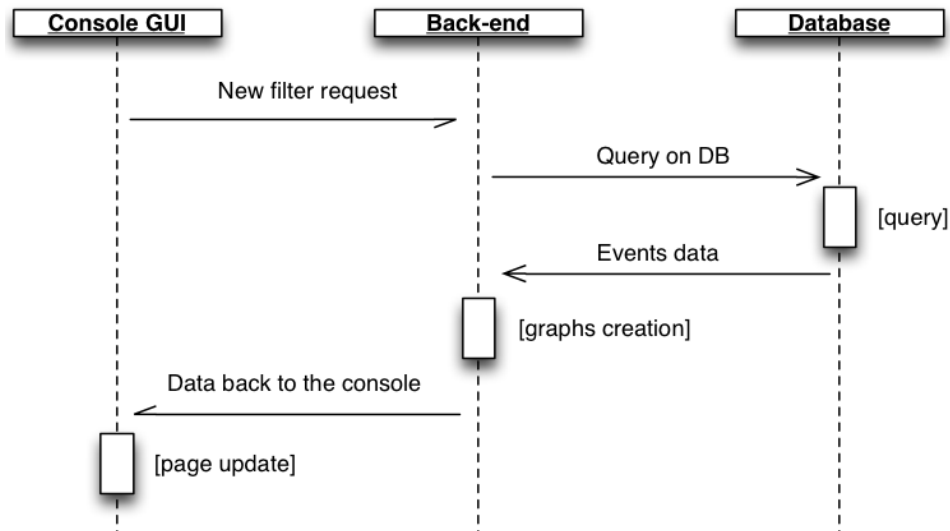 Console GUI
Back-end
Database
New filter request
Query on DB
[query]
Events data
[graphs creation]
Data back to the console
[page update]